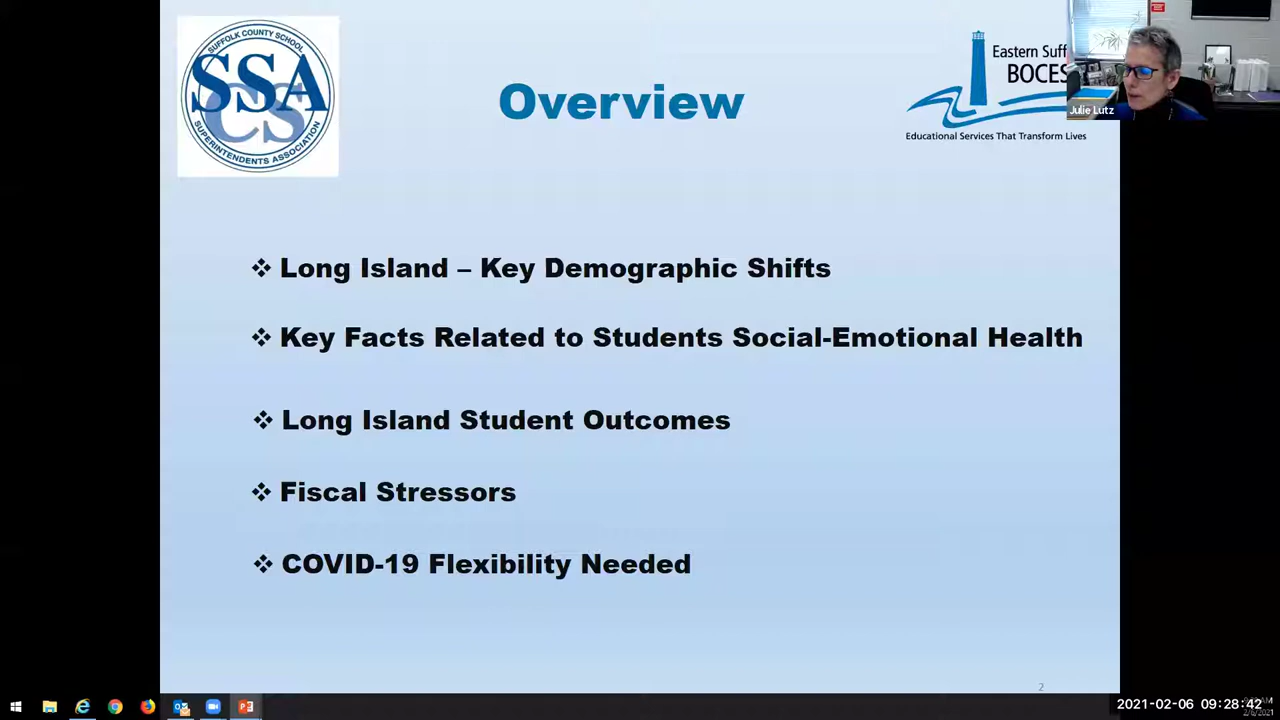 SUFFOLK COUNTY SCHOOL
SSA
CS
SUPERINTENDENTS ASSOCIATION
Overview
Eastern Suff
BOCES
Educational Services That Transform Lives
Julie Lutz
❖ Long Island – Key Demographic Shifts
❖ Key Facts Related to Students Social-Emotional Health
❖ Long Island Student Outcomes
❖ Fiscal Stressors
❖ COVID-19 Flexibility Needed
2
2021-02-06 09:28:42